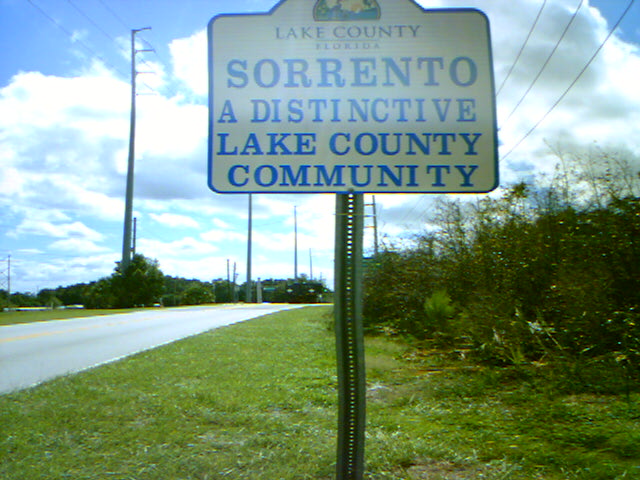 LAKE COUNTY
FLORIDA
SORRENTO
A DISTINCTIVE
LAKE COUNTY
COMMUNITY